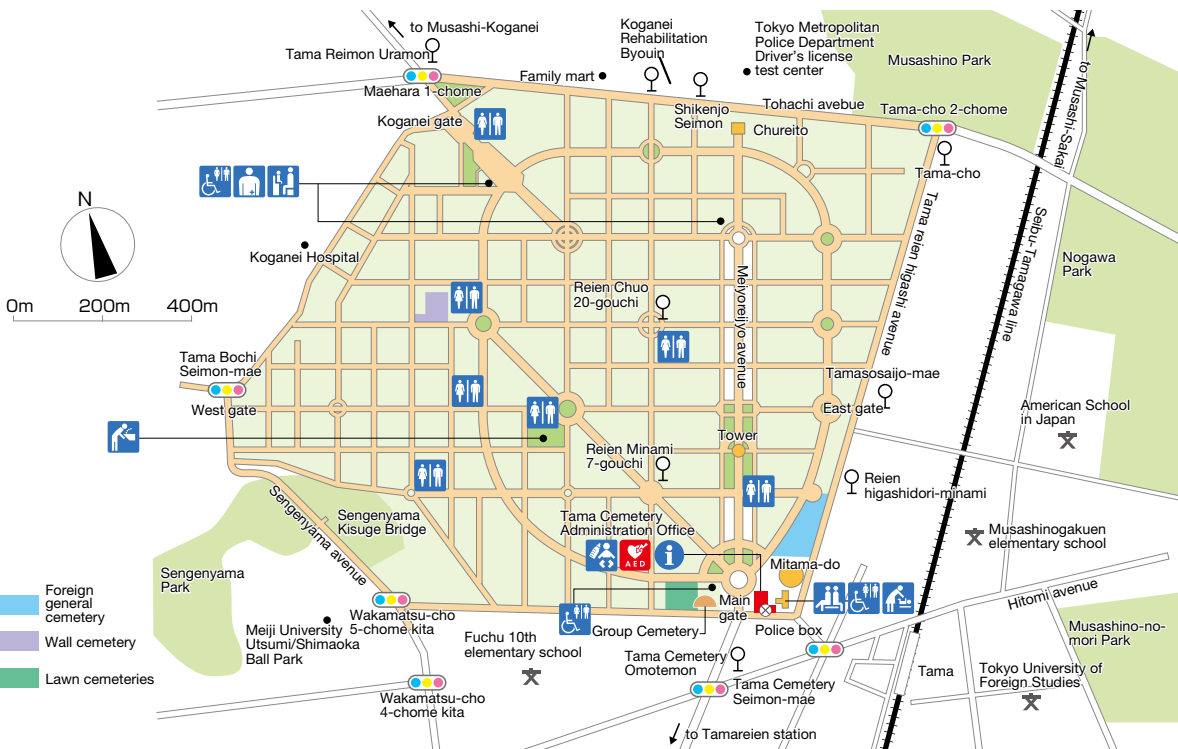 to Musashi-Koganei
Tama Reimon Uramon
Maehara 1-chome
Koganei gate
Family mart
Koganei
Rehabilitation
Byouin
Shikenjo
Seimon
Tokyo Metropolitan
Police Department
Driver's license
test center
Musashino Park
Tohachi avebue
Tama-cho 2-chome
Chureito
Tama-cho
to Musashi-Sakai
N
0m
200m
400m
Koganei Hospital
Tama reien higashi avenue
Seibu-Tamagawa line
Nogawa
Park
Reien Chuo
20-gouchi
Meiyoreijyo avenue
Tama Bochi
Seimon-mae
West gate
Tamasosaijo-mae
East gate
American School
in Japan
Tower
Reien Minami
7-gouchi
Reien
higashidori-minami
Sengenyama avenue
Sengenyama
Kisuge Bridge
Tama Cemetery
Administration Office
AED
i
Musashinogakuen
elementary school
Sengenyama
Park
Mitama-do
Hitomi avenue
Foreign
general
cemetery
Wall cemetery
Lawn cemeteries
Wakamatsu-cho
5-chome kita
Meiji University
Utsumi/Shimaoka
Ball Park
Fuchu 10th
elementary school
Group Cemetery
Main
gate
Police box
Musashino-no-
mori Park
Tama Cemetery
Omotemon
Tama
Tokyo University of
Foreign Studies
Wakamatsu-cho
4-chome kita
Tama Cemetery
Seimon-mae
to Tamareien station